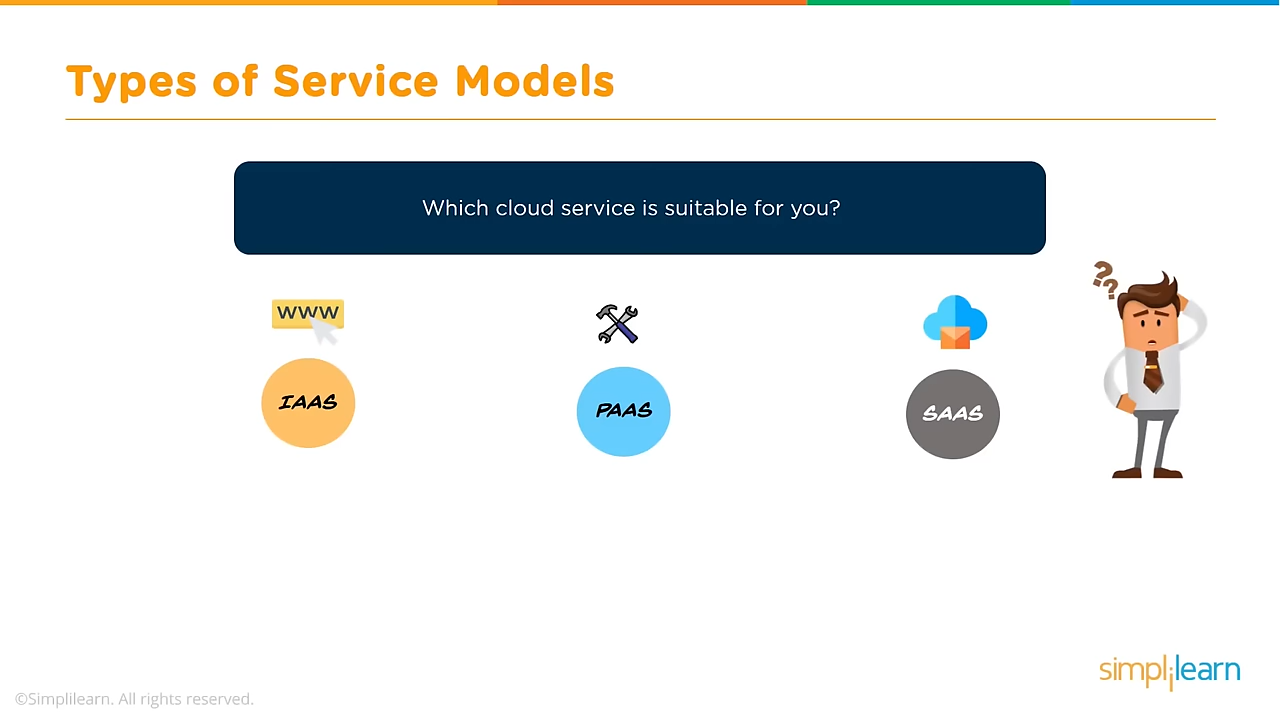 Types of Service Models
Which cloud service is suitable for you?
??
WWW
IAAS
PAAS
SAAS
simplilearn
©Simplilearn. All rights reserved.